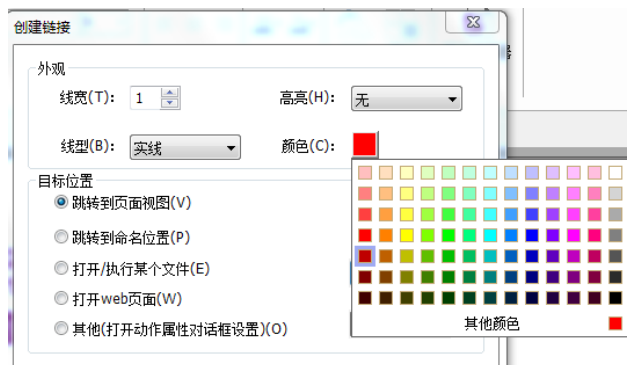 创建链接
外观
线宽(T): 1 高亮(H): 无
线型(B): 实线 颜色(C):
目标位置
跳转到页面视图(V)
跳转到命名位置(P)
打开/执行某个文件(E)
打开web页面(W)
其他(打开动作属性对话框设置)(O)
其他颜色